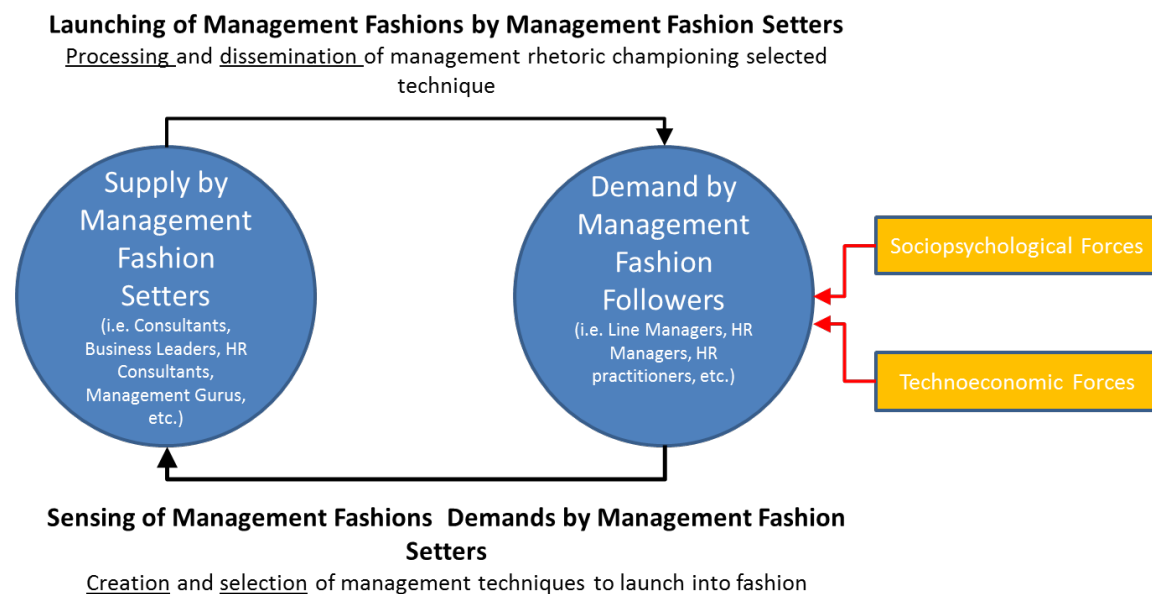 Launching of Management Fashions by Management Fashion Setters
Processing and dissemination of management rhetoric championing selected
technique
Supply by
Management
Fashion
Setters
(i.e. Consultants,
Business Leaders, HR
Consultants,
Management Gurus,
etc.)
Demand by
Management
Fashion
Followers
(i.e. Line Managers, HR
Managers, HR
practitioners, etc.)
Sociopsychological Forces
Technoeconomic Forces
Sensing of Management Fashions  Demands by Management Fashion
Setters
Creation and selection of management techniques to launch into fashion